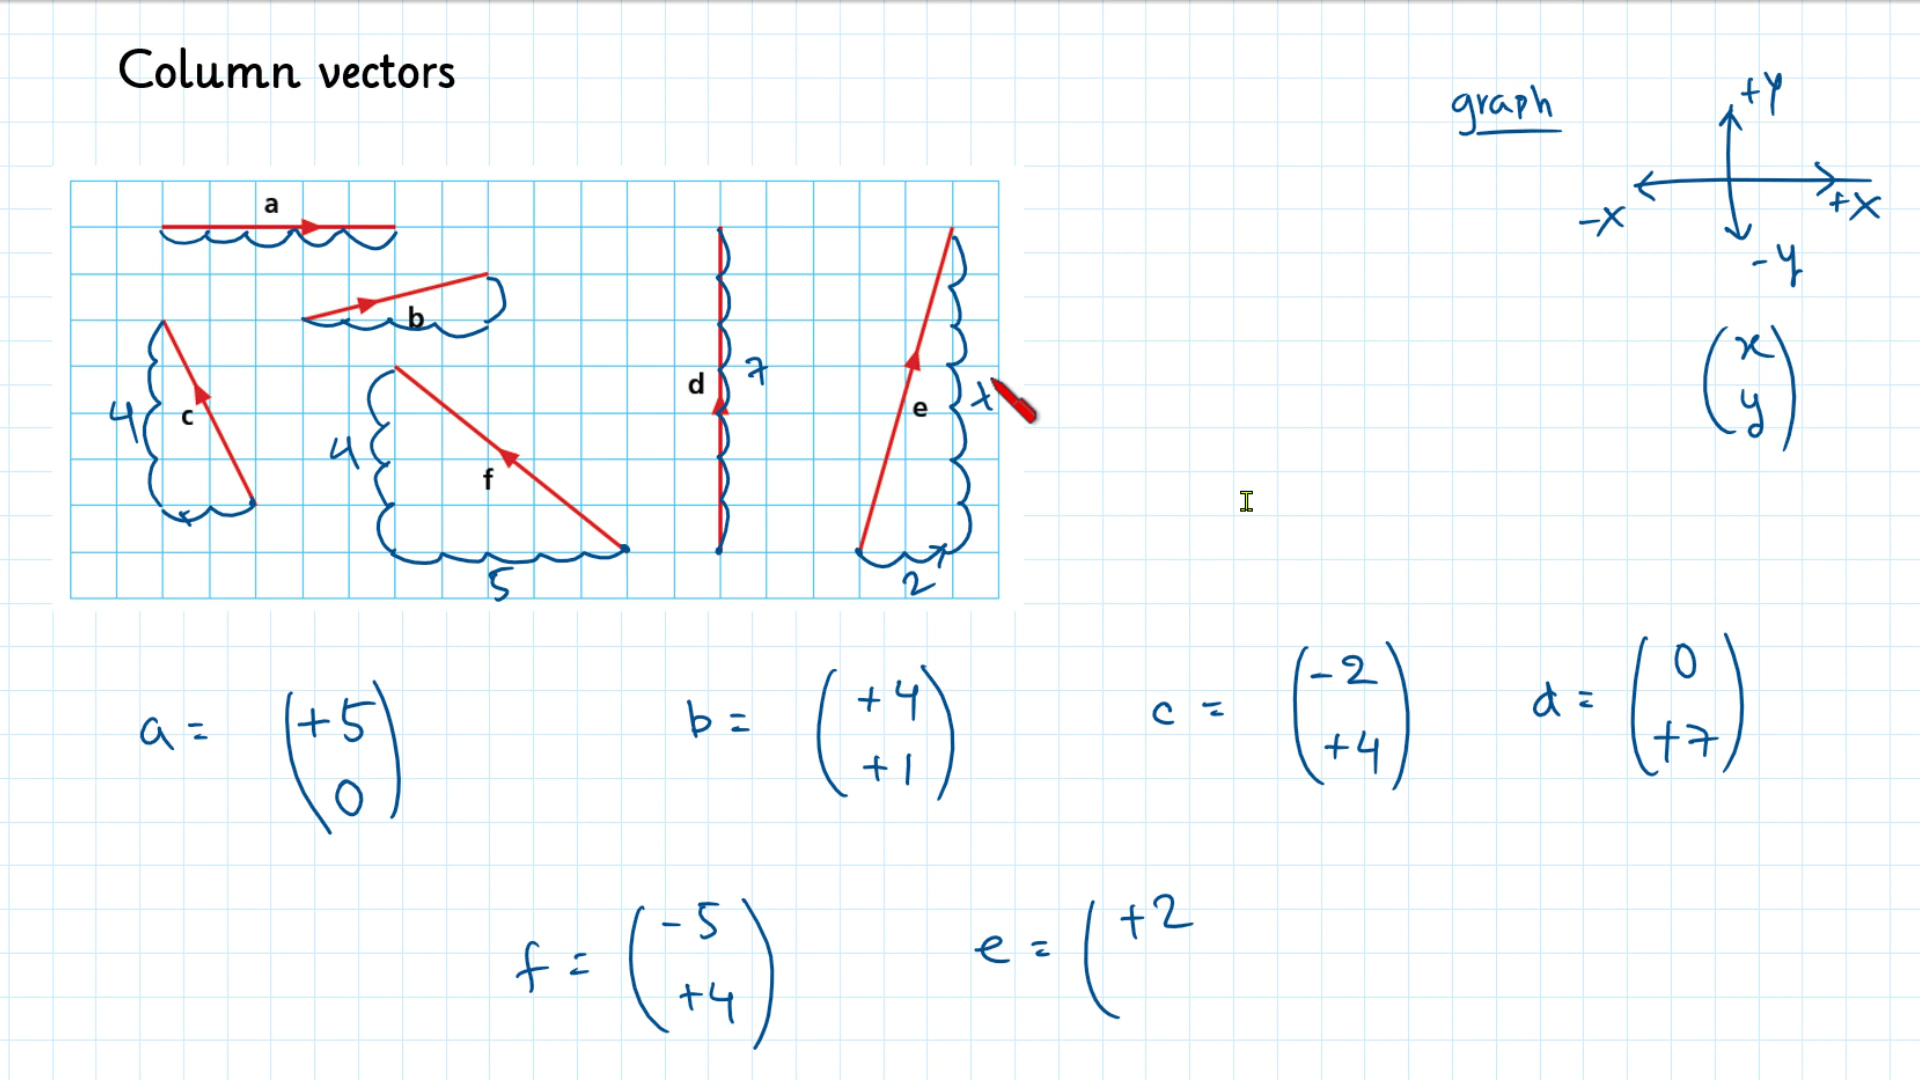 Column vectors
graph
+y
-x
+x
-y
(x
y)
a
b
c
4
f
4
5
d
7
e
2
a = (+5
0)
b = (+4
+1)
c = (-2
+4)
d = (0
+7)
f = (-5
+4)
e = (+2